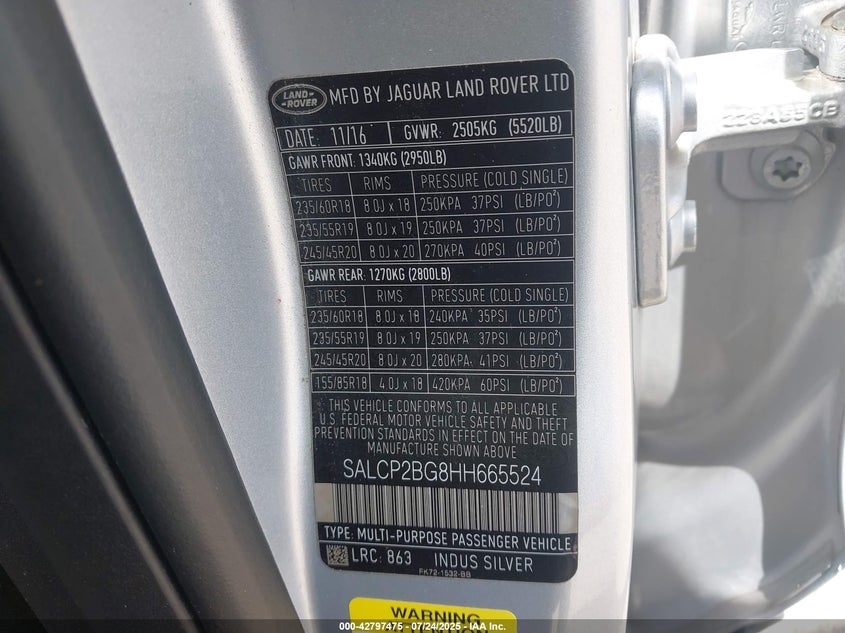 LAND-
ROVER
MFD BY JAGUAR LAND ROVER LTD
DATE: 11/16 GVWR: 2505KG (5520LB)
GAWR FRONT: 1340KG (2950LB)
TIRES RIMS PRESSURE (COLD SINGLE)
235/60R18 8.0J x 18 250KPA 37PSI (LB/PO²)
235/55R19 8.0J x 19 250KPA 37PSI (LB/PO²)
245/45R20 8.0J x 20 270KPA 40PSI (LB/PO²)
GAWR REAR: 1270KG (2800LB)
TIRES RIMS PRESSURE (COLD SINGLE)
235/60R18 8.0J x 18 240KPA 35PSI (LB/PO²)
235/55R19 8.0J x 19 250KPA 37PSI (LB/PO²)
245/45R20 8.0J x 20 280KPA 41PSI (LB/PO²)
155/85R18 4.0J x 18 420KPA 60PSI (LB/PO²)
THIS VEHICLE CONFORMS TO ALL APPLICABLE
U.S. FEDERAL MOTOR VEHICLE SAFETY AND THEFT
PREVENTION STANDARDS IN EFFECT ON THE DATE OF
MANUFACTURE SHOWN ABOVE
SALCP2BG8HH665524
TYPE: MULTI-PURPOSE PASSENGER VEHICLE
LRC: 863 INDUS SILVER
FK72-1532-BB
WARNING
000-42797475 - 07/24/2025 - IAA Inc.